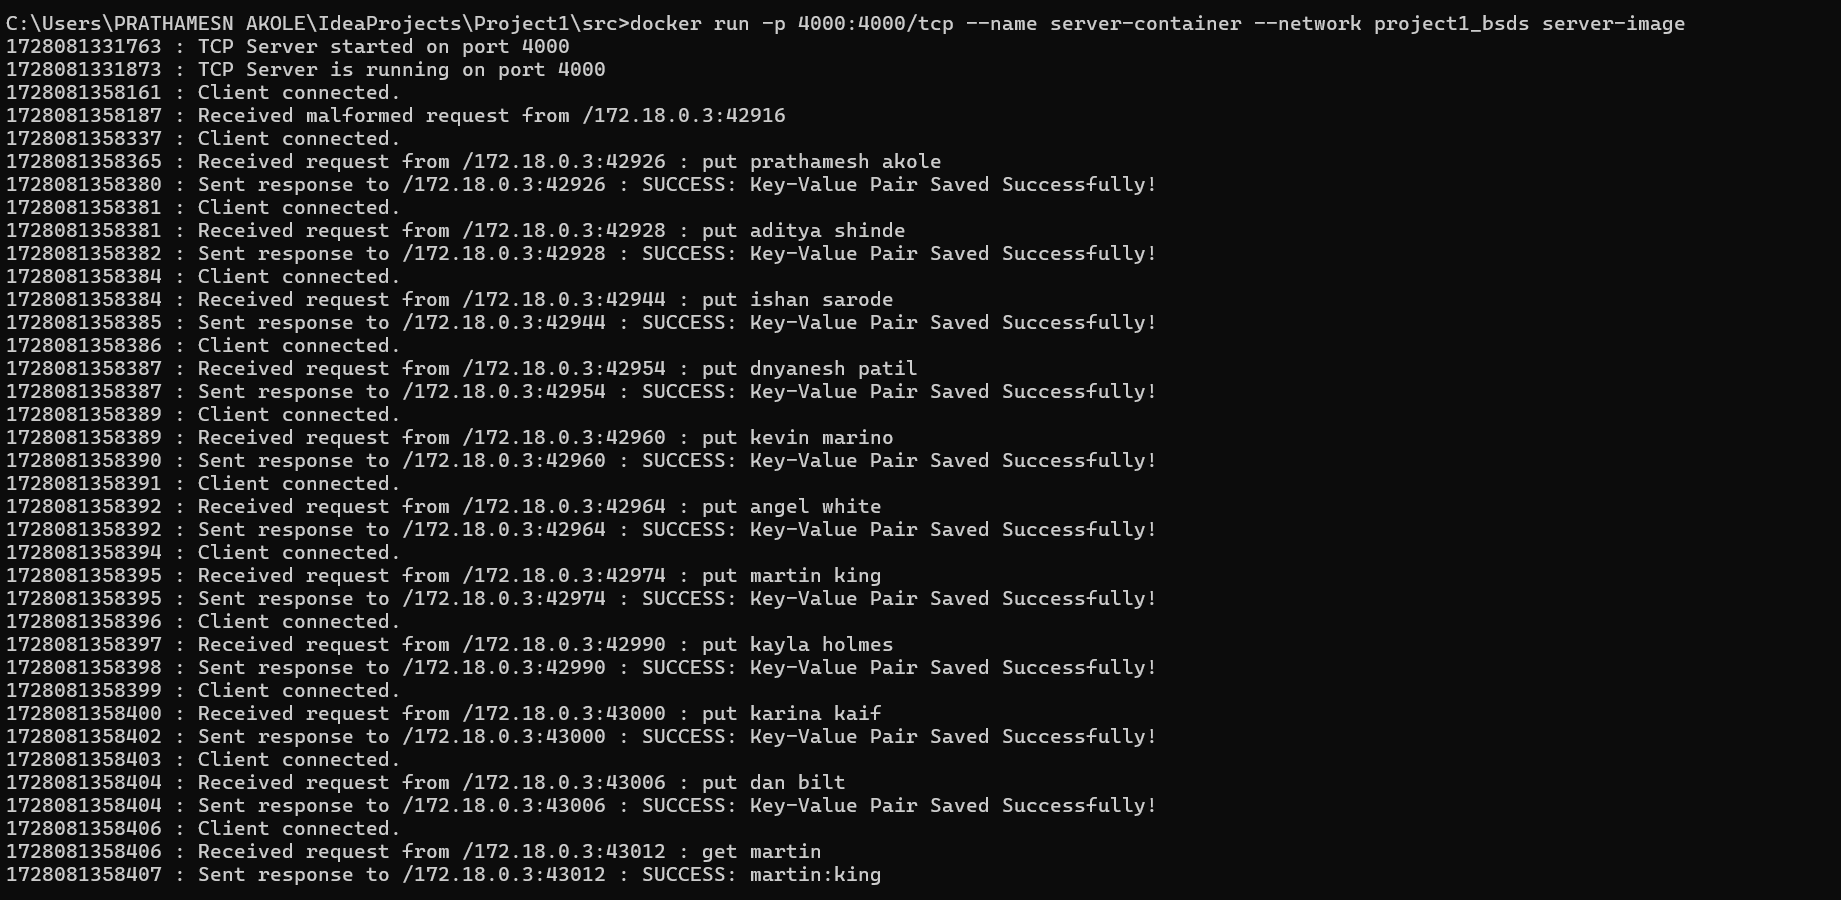 C:\Users\PRATHAMESN AKOLE\IdeaProjects\Project1\src>docker run -p 4000:4000/tcp --name server-container --network project1_bsds server-image
1728081331763 : TCP Server started on port 4000
1728081331873 : TCP Server is running on port 4000
1728081358161 : Client connected.
1728081358187 : Received malformed request from /172.18.0.3:42916
1728081358337 : Client connected.
1728081358365 : Received request from /172.18.0.3:42926 : put prathamesh akole
1728081358380 : Sent response to /172.18.0.3:42926 : SUCCESS: Key-Value Pair Saved Successfully!
1728081358381 : Client connected.
1728081358381 : Received request from /172.18.0.3:42928 : put aditya shinde
1728081358382 : Sent response to /172.18.0.3:42928 : SUCCESS: Key-Value Pair Saved Successfully!
1728081358384 : Client connected.
1728081358384 : Received request from /172.18.0.3:42944 : put ishan sarode
1728081358385 : Sent response to /172.18.0.3:42944 : SUCCESS: Key-Value Pair Saved Successfully!
1728081358386 : Client connected.
1728081358387 : Received request from /172.18.0.3:42954 : put dnyanesh patil
1728081358387 : Sent response to /172.18.0.3:42954 : SUCCESS: Key-Value Pair Saved Successfully!
1728081358389 : Client connected.
1728081358389 : Received request from /172.18.0.3:42960 : put kevin marino
1728081358390 : Sent response to /172.18.0.3:42960 : SUCCESS: Key-Value Pair Saved Successfully!
1728081358391 : Client connected.
1728081358392 : Received request from /172.18.0.3:42964 : put angel white
1728081358392 : Sent response to /172.18.0.3:42964 : SUCCESS: Key-Value Pair Saved Successfully!
1728081358394 : Client connected.
1728081358395 : Received request from /172.18.0.3:42974 : put martin king
1728081358395 : Sent response to /172.18.0.3:42974 : SUCCESS: Key-Value Pair Saved Successfully!
1728081358396 : Client connected.
1728081358397 : Received request from /172.18.0.3:42990 : put kayla holmes
1728081358398 : Sent response to /172.18.0.3:42990 : SUCCESS: Key-Value Pair Saved Successfully!
1728081358399 : Client connected.
1728081358400 : Received request from /172.18.0.3:43000 : put karina kaif
1728081358402 : Sent response to /172.18.0.3:43000 : SUCCESS: Key-Value Pair Saved Successfully!
1728081358403 : Client connected.
1728081358404 : Received request from /172.18.0.3:43006 : put dan bilt
1728081358404 : Sent response to /172.18.0.3:43006 : SUCCESS: Key-Value Pair Saved Successfully!
1728081358406 : Client connected.
1728081358406 : Received request from /172.18.0.3:43012 : get martin
1728081358407 : Sent response to /172.18.0.3:43012 : SUCCESS: martin:king